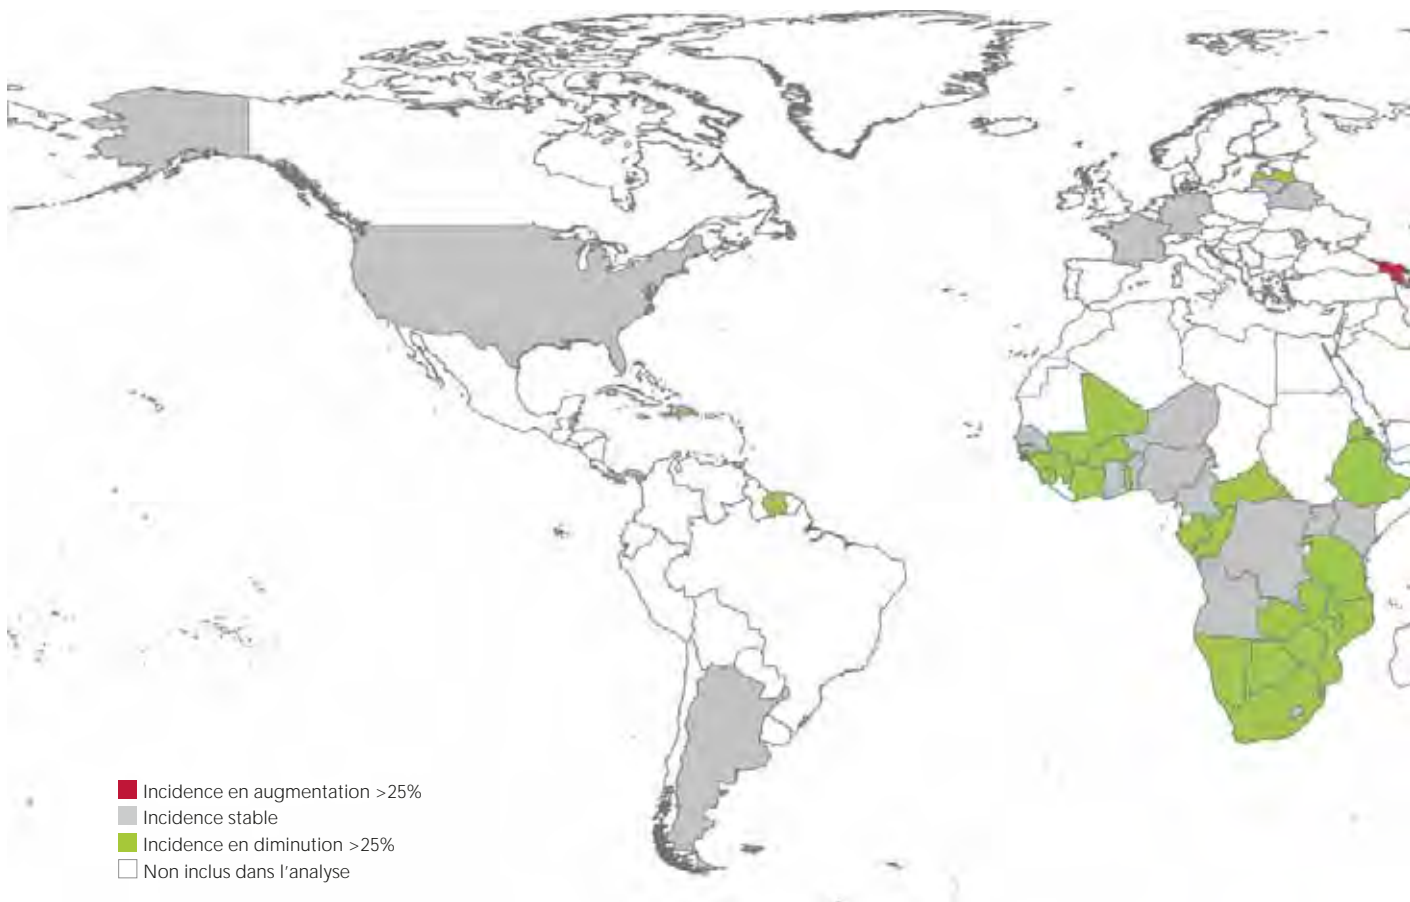 Incidence en augmentation >25%
Incidence stable
Incidence en diminution >25%
Non inclus dans l'analyse